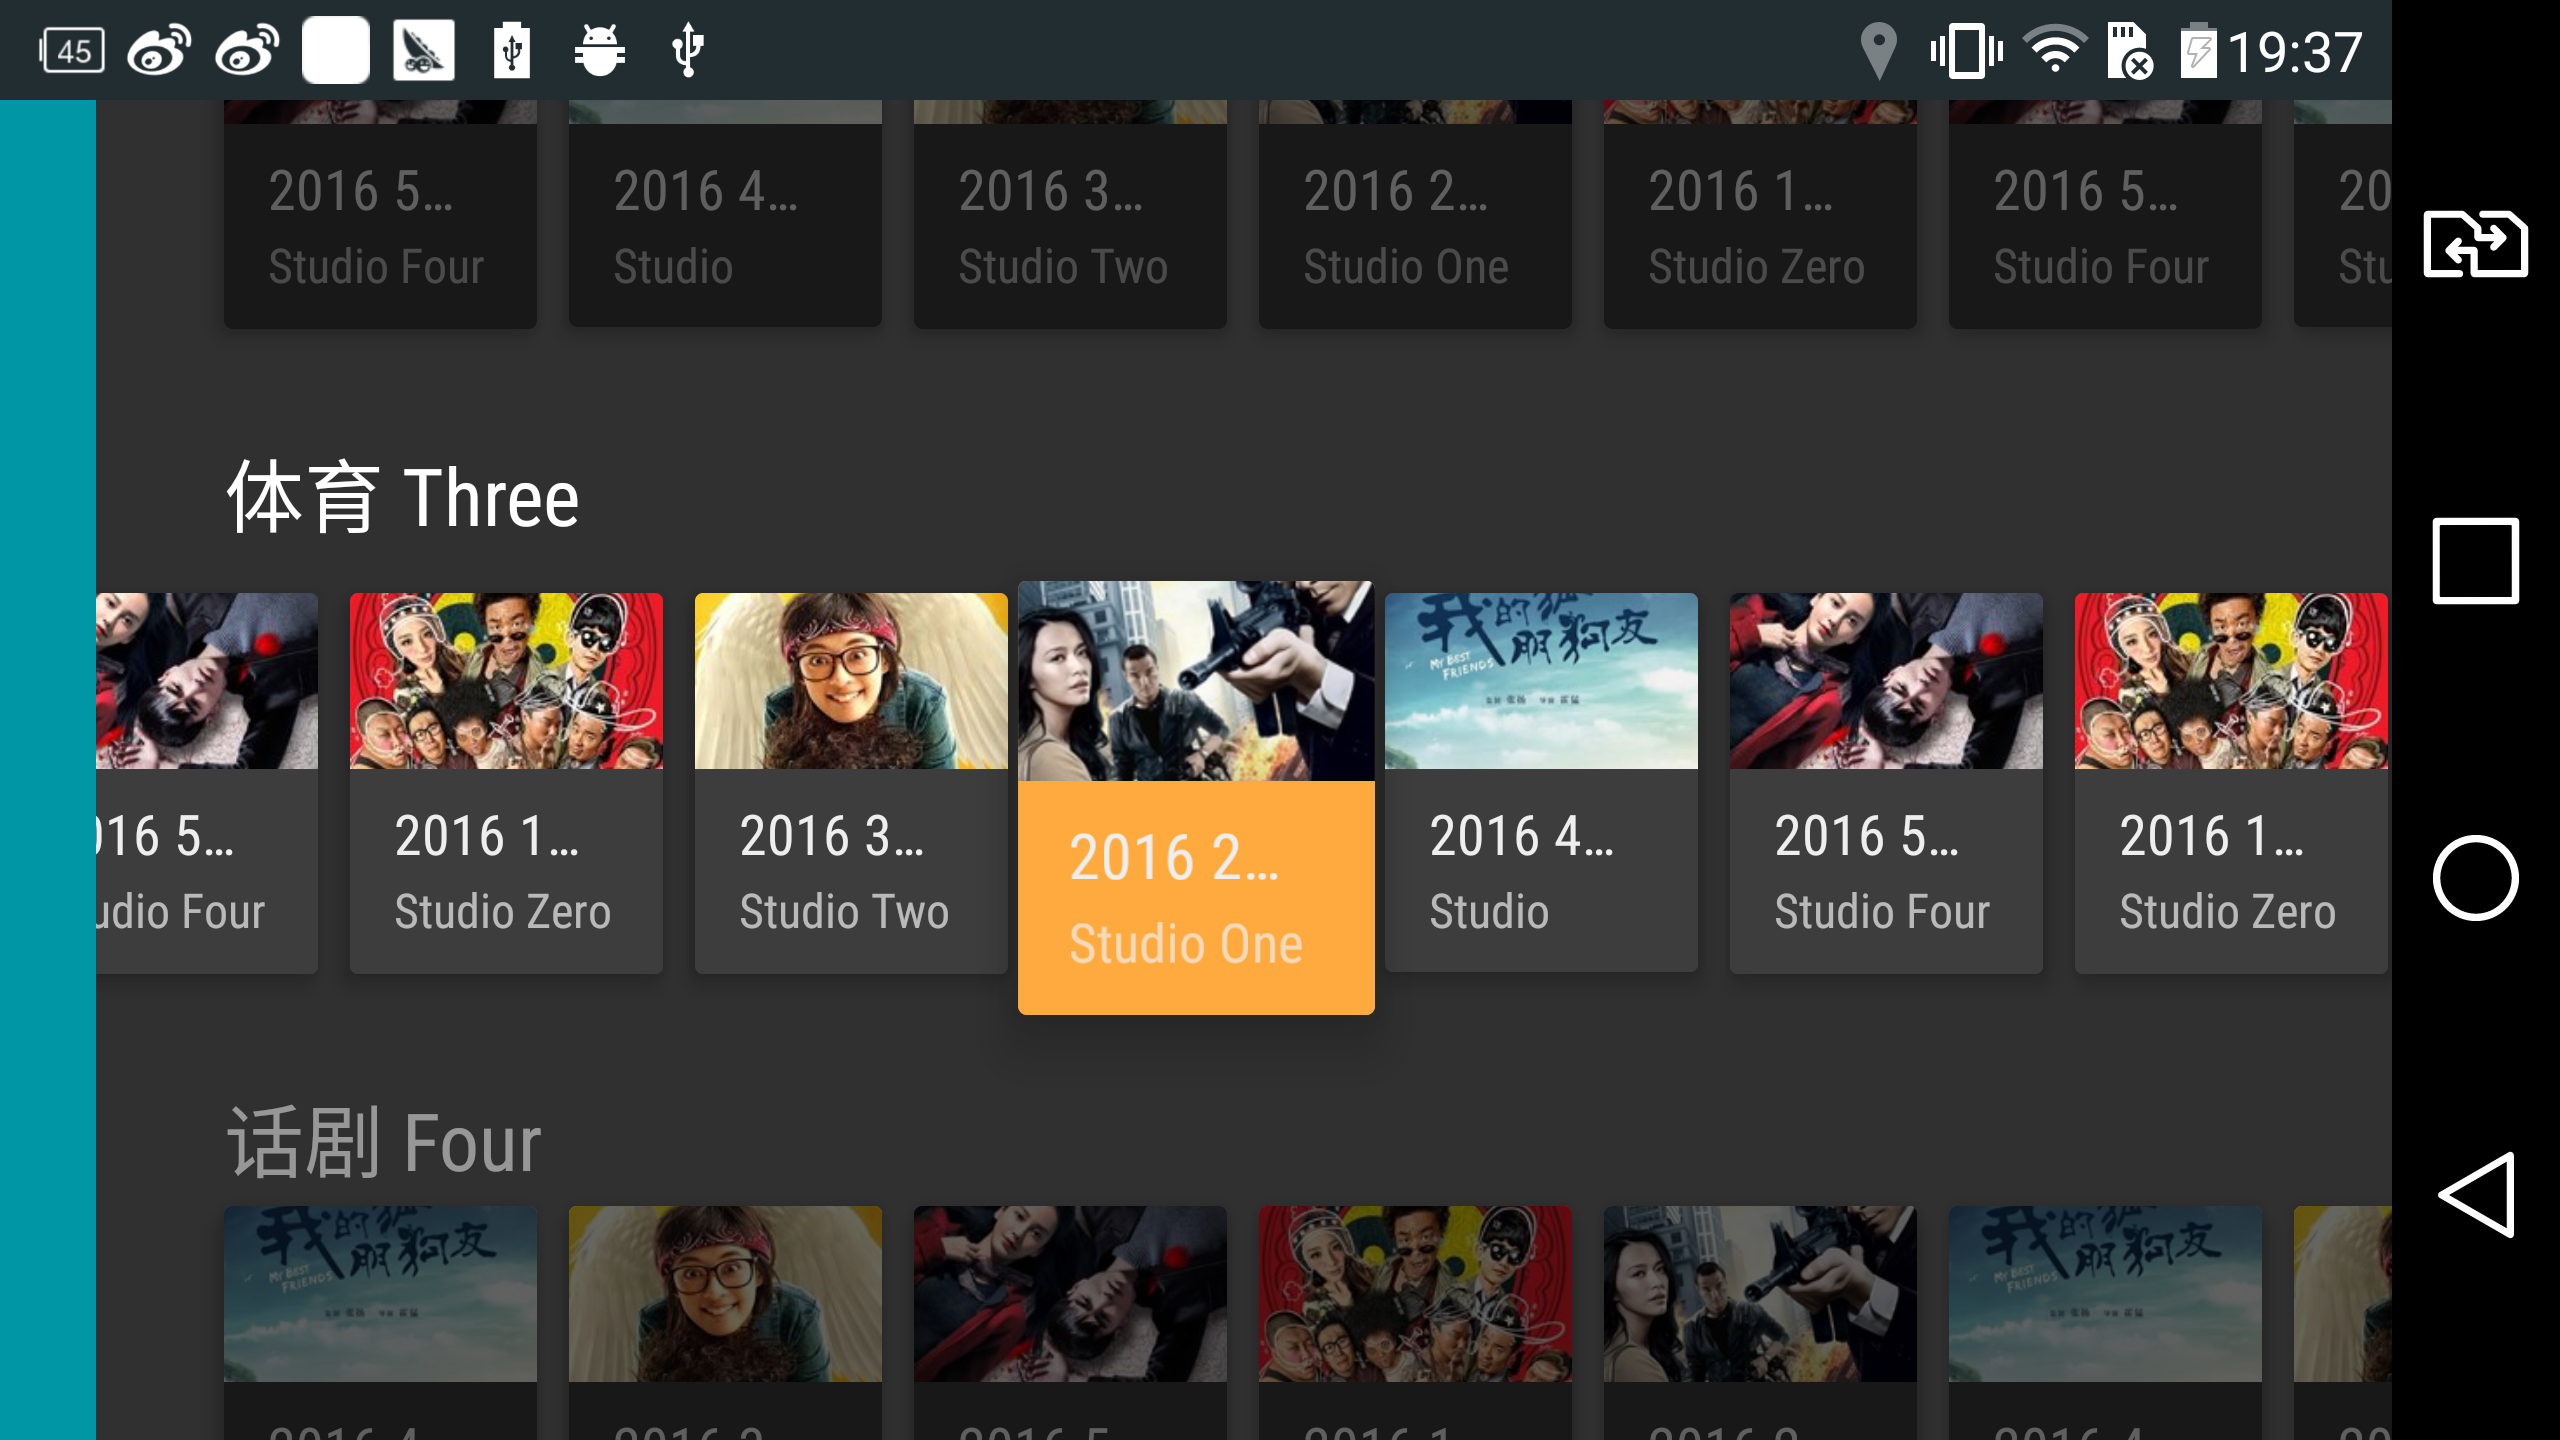 45
19:37
2016 5...
2016 4...
2016 3...
2016 2...
2016 1...
2016 5...
20
Studio Four
Studio
Studio Two
Studio One
Studio Zero
Studio Four
Stu
体育 Three
我的狐朋狗友
MY BEST FRIENDS
016 5...
2016 1...
2016 3...
2016 2...
2016 4...
2016 5...
2016 1...
udio Four
Studio Zero
Studio Two
Studio One
Studio
Studio Four
Studio Zero
话剧 Four
我的狐朋狗友
MY BEST FRIENDS
我的狐朋狗友
MY BEST FRIENDS